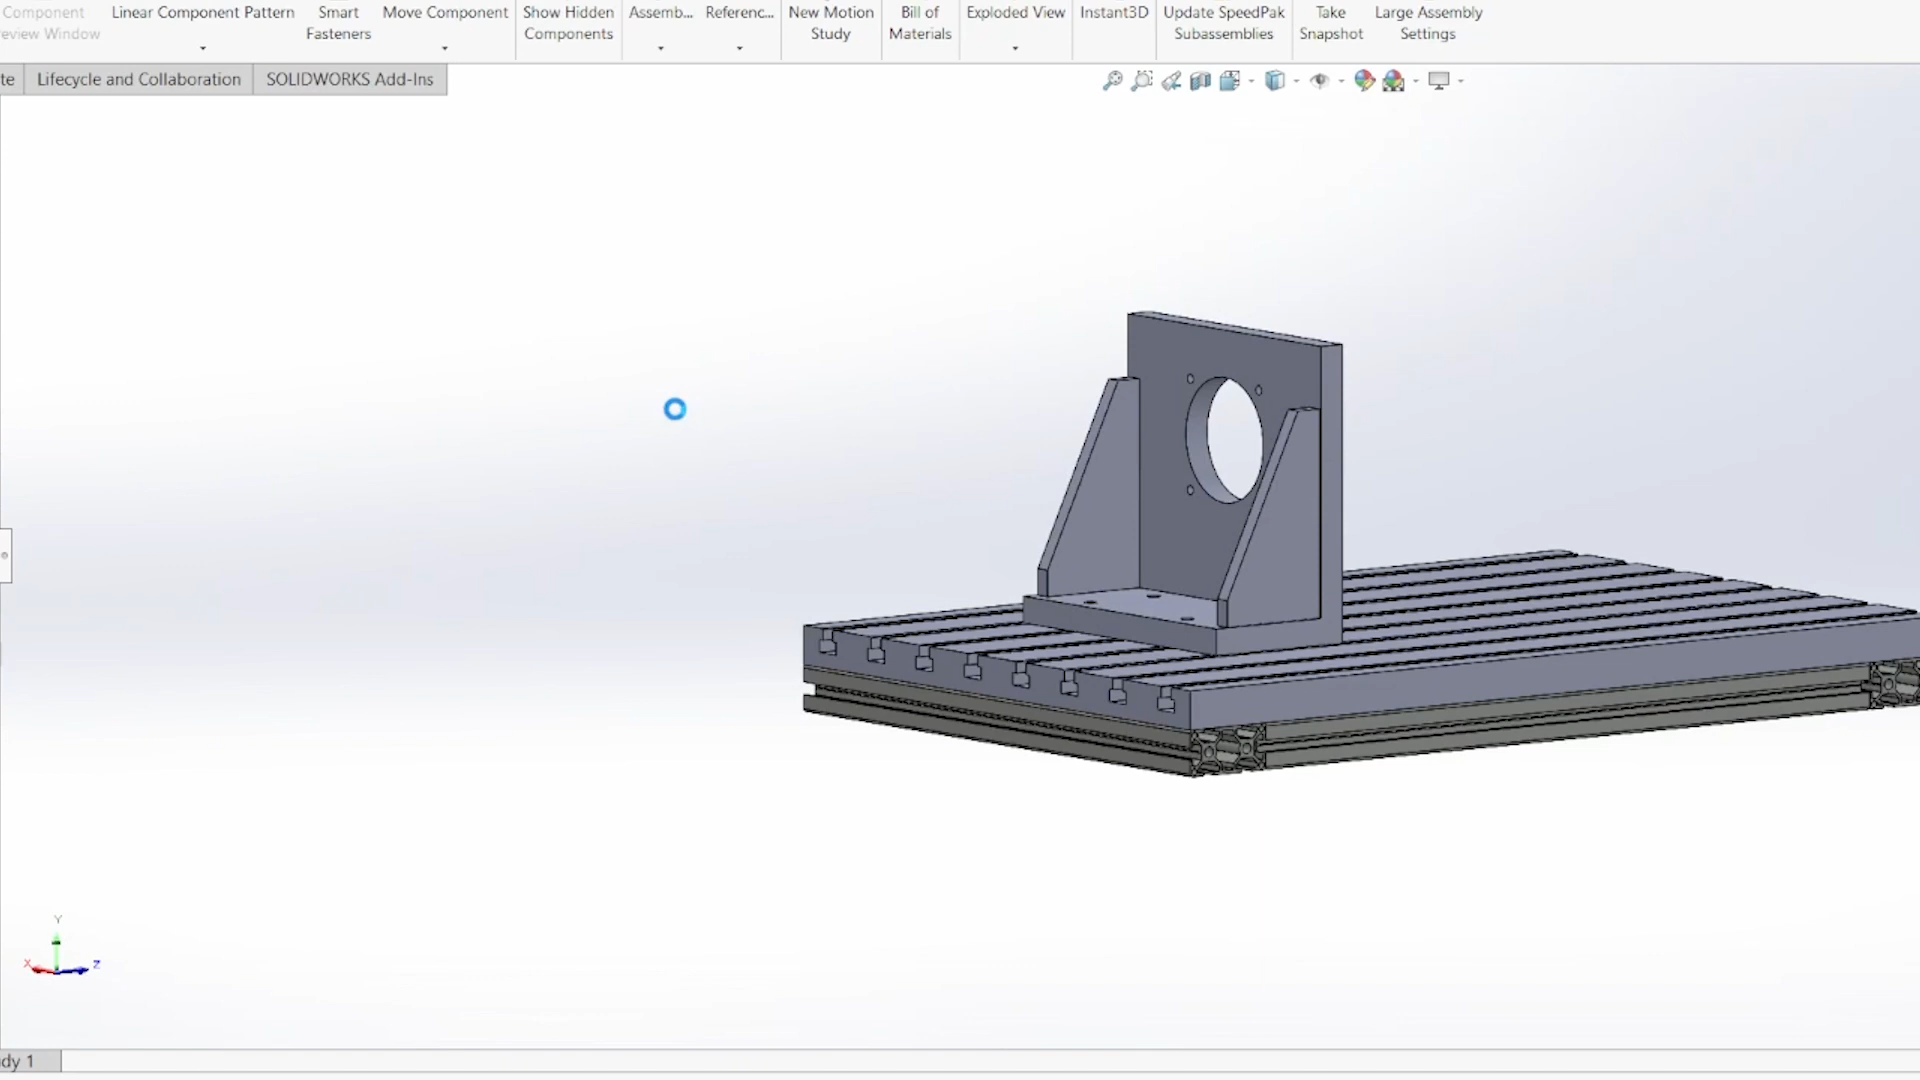 Component Linear Component Pattern Smart Move Component Show Hidden Assemb... Referenc... New Motion Bill of Exploded View Instant3D Update SpeedPak Take Large Assembly
eview Window Fasteners Components Study Materials Subassemblies Snapshot Settings
te Lifecycle and Collaboration SOLIDWORKS Add-Ins
Y
X Z
dy 1